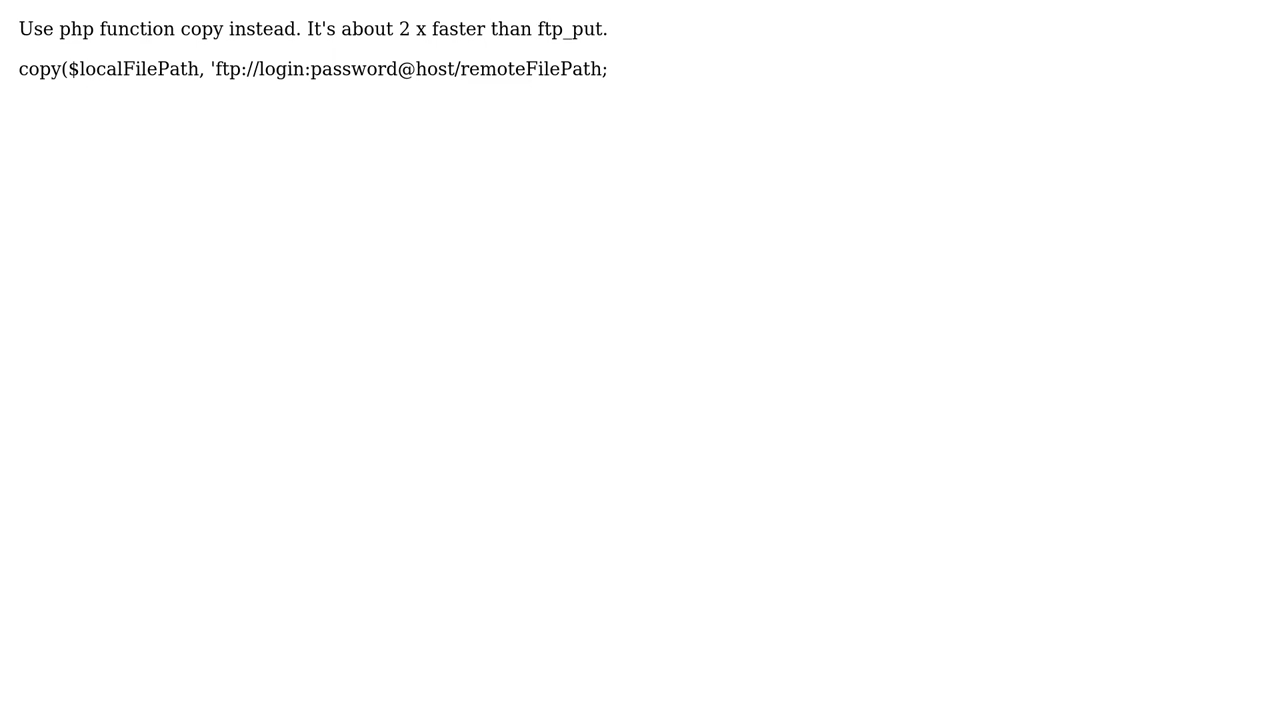 Use php function copy instead. It's about 2 x faster than ftp_put.
copy($localFilePath, 'ftp://login:password@host/remoteFilePath;